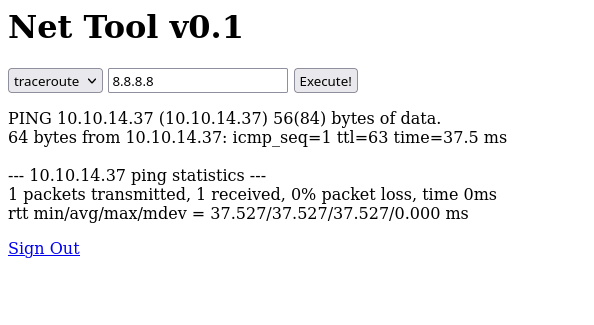 Net Tool v0.1
traceroute 8.8.8.8 Execute!
PING 10.10.14.37 (10.10.14.37) 56(84) bytes of data.
64 bytes from 10.10.14.37: icmp_seq=1 ttl=63 time=37.5 ms
--- 10.10.14.37 ping statistics ---
1 packets transmitted, 1 received, 0% packet loss, time 0ms
rtt min/avg/max/mdev = 37.527/37.527/37.527/0.000 ms
Sign Out